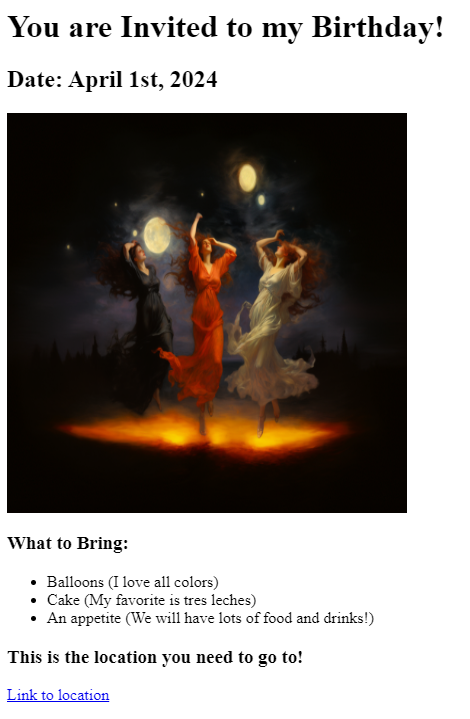 You are Invited to my Birthday!
Date: April 1st, 2024
What to Bring:
Balloons (I love all colors)
Cake (My favorite is tres leches)
An appetite (We will have lots of food and drinks!)
This is the location you need to go to!
Link to location